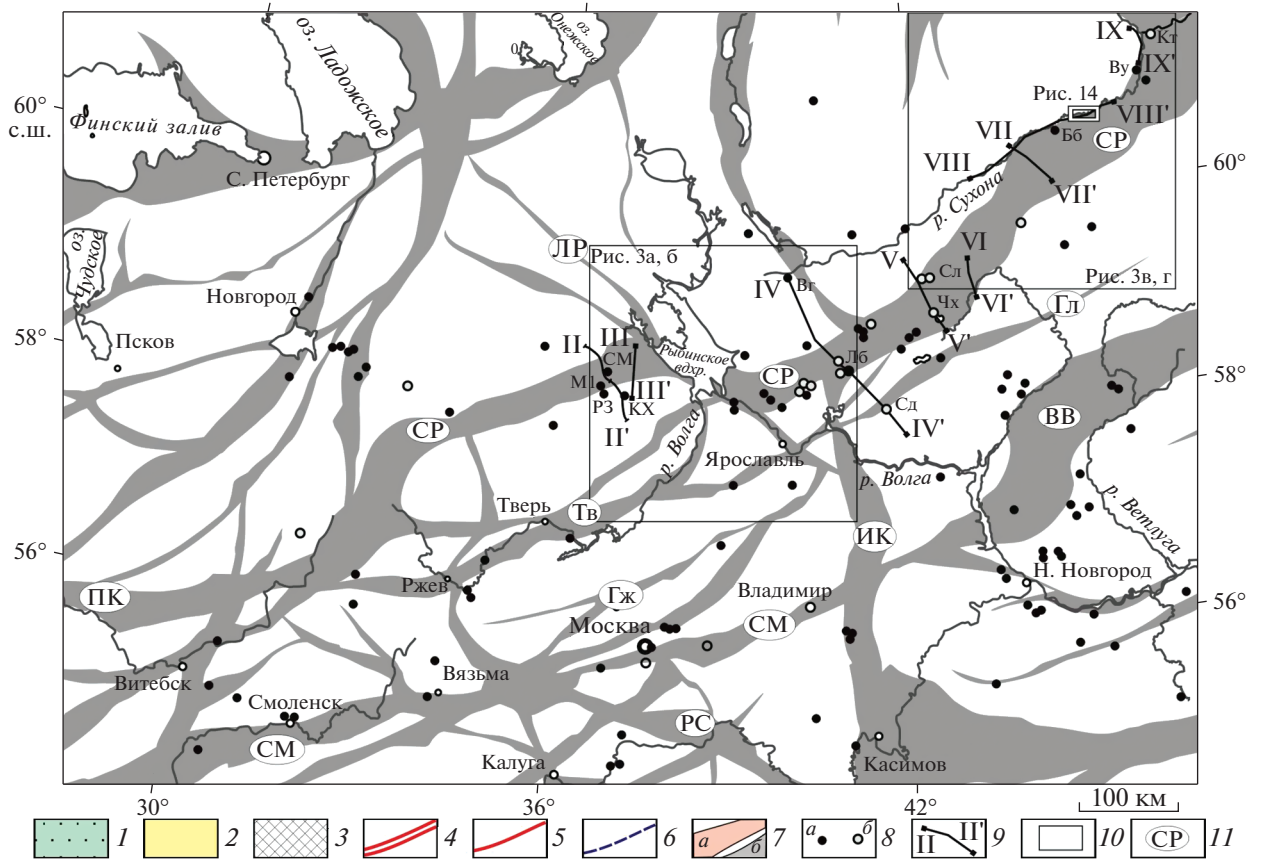 оз. Ладожское
Онежское
оз.
0
IX
Кт
Ву
IX'
60°
с.ш.
Рис. 14
VIII'
Финский залив
Бб
СР
VII
С. Петербург
VIII
60°
VII'
р. Сухона
оз.
Чудское
ЛР
Рис. 3а, б
VI
V
Сл
IV
Вг
Рис. 3в, г
Новгород
VI'
Гл
Чх
Псков
58°
II
III
V'
Рыбинское
вдхр.
Лб
СМ
58°
М1
СР
III'
РЗ
КХ
Сд
СР
II'
IV'
ВВ
р. Волга
Ярославль
р. Волга
р. Ветлуга
Тверь
Тв
ИК
56°
Н. Новгород
Ржев
ПК
Гж
Владимир
56°
Москва
СМ
Витебск
Вязьма
Смоленск
РС
СМ
Калуга
Касимов
30°
36°
42°
100 км
1
2
3
4
5
6
а
б
7
а
б
8
II
II'
9
10
СР
11